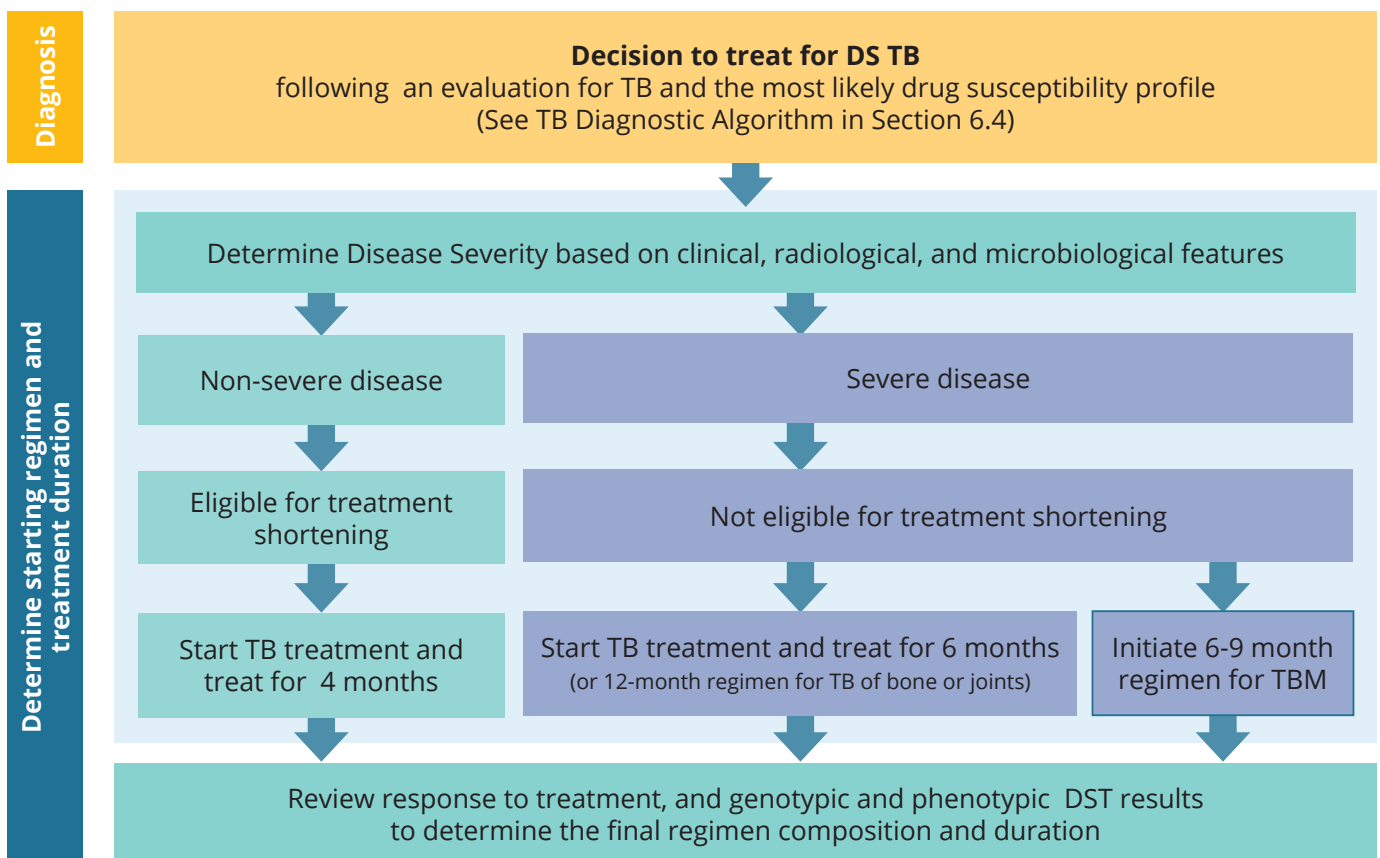 Diagnosis
Decision to treat for DS TB
following an evaluation for TB and the most likely drug susceptibility profile
(See TB Diagnostic Algorithm in Section 6.4)
Determine starting regimen and
treatment duration
Determine Disease Severity based on clinical, radiological, and microbiological features
Non-severe disease
Severe disease
Eligible for treatment
shortening
Not eligible for treatment shortening
Start TB treatment and
treat for 4 months
Start TB treatment and treat for 6 months
(or 12-month regimen for TB of bone or joints)
Initiate 6-9 month
regimen for TBM
Review response to treatment, and genotypic and phenotypic DST results
to determine the final regimen composition and duration